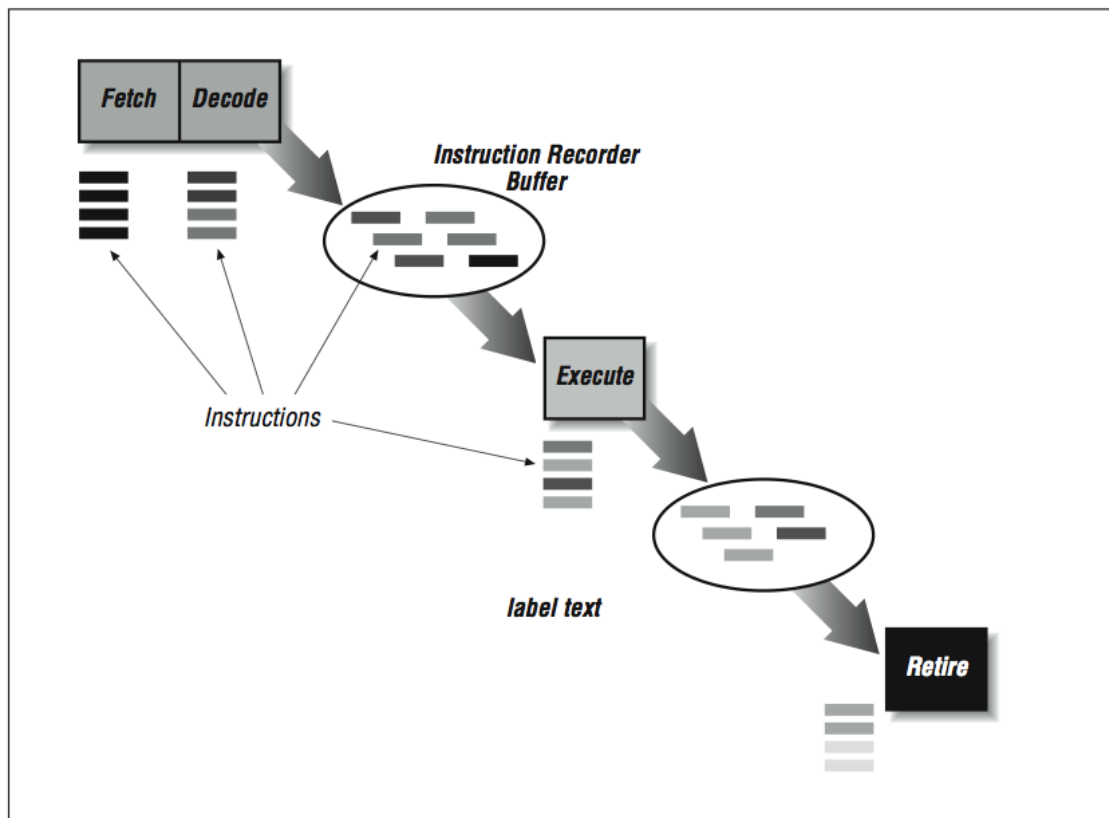 Fetch
Decode
Instruction Recorder
Buffer
Execute
Instructions
label text
Retire